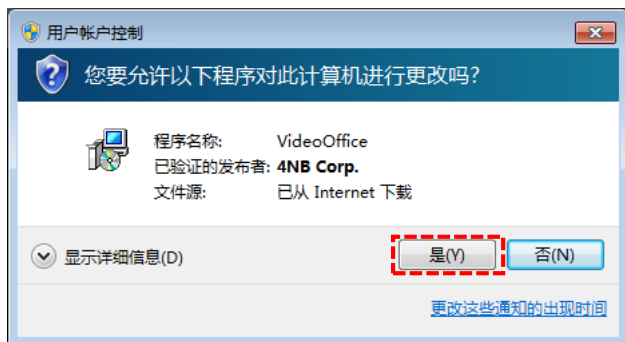 用户帐户控制
您要允许以下程序对此计算机进行更改吗?
程序名称: VideoOffice
已验证的发布者: 4NB Corp.
文件源: 已从 Internet 下载
显示详细信息(D)
是(Y)
否(N)
更改这些通知的出现时间